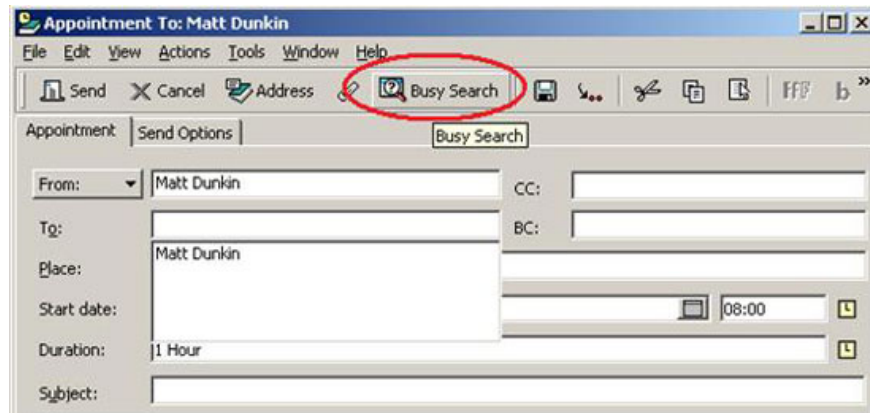 Appointment To: Matt Dunkin
File Edit View Actions Tools Window Help
Send Cancel Address Busy Search »
Appointment Send Options Busy Search
From: Matt Dunkin CC:
To: BC:
Matt Dunkin
Place:
Start date: 08:00
Duration: 1 Hour
Subject: